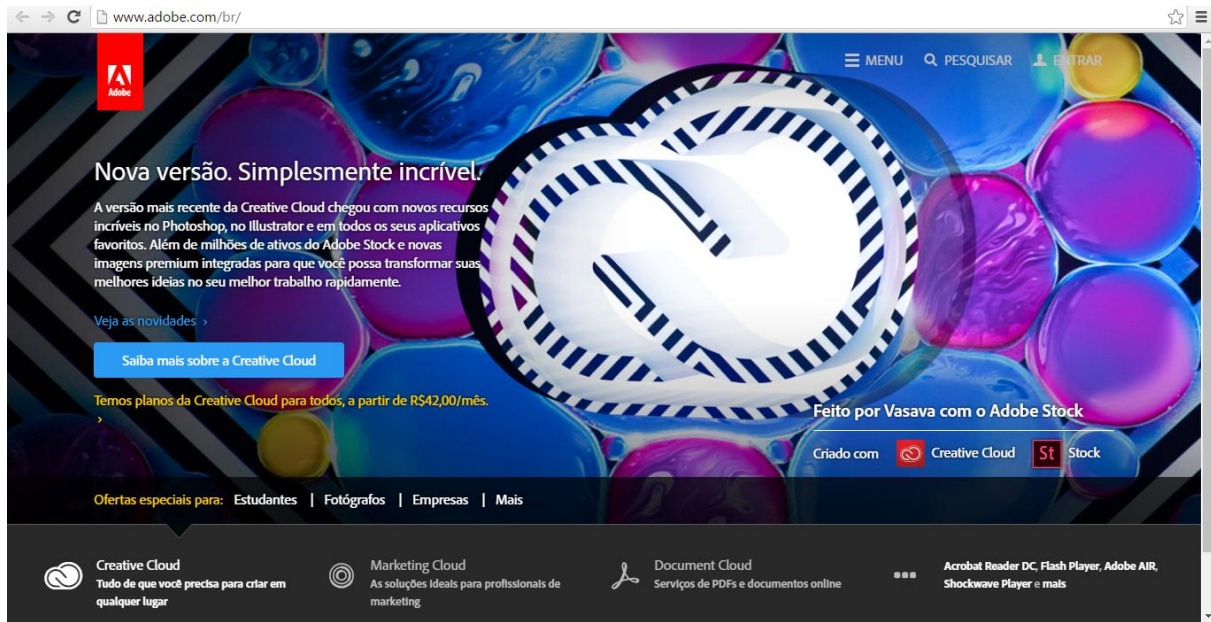 www.adobe.com/br/
Adobe
MENU PESQUISAR ENTRAR
Nova versão. Simplesmente incrível.
A versão mais recente da Creative Cloud chegou com novos recursos
incríveis no Photoshop, no Illustrator e em todos os seus aplicativos
favoritos. Além de milhões de ativos do Adobe Stock e novas
imagens premium integradas para que você possa transformar suas
melhores ideias no seu melhor trabalho rapidamente.
Veja as novidades ›
Saiba mais sobre a Creative Cloud
Temos planos da Creative Cloud para todos, a partir de R$42,00/mês.
›
Feito por Vasava com o Adobe Stock
Criado com Creative Cloud St Stock
Ofertas especiais para: Estudantes | Fotógrafos | Empresas | Mais
Creative Cloud
Tudo de que você precisa para criar em
qualquer lugar
Marketing Cloud
As soluções ideais para profissionais de
marketing
Document Cloud
Serviços de PDFs e documentos online
Acrobat Reader DC, Flash Player, Adobe AIR,
Shockwave Player e mais